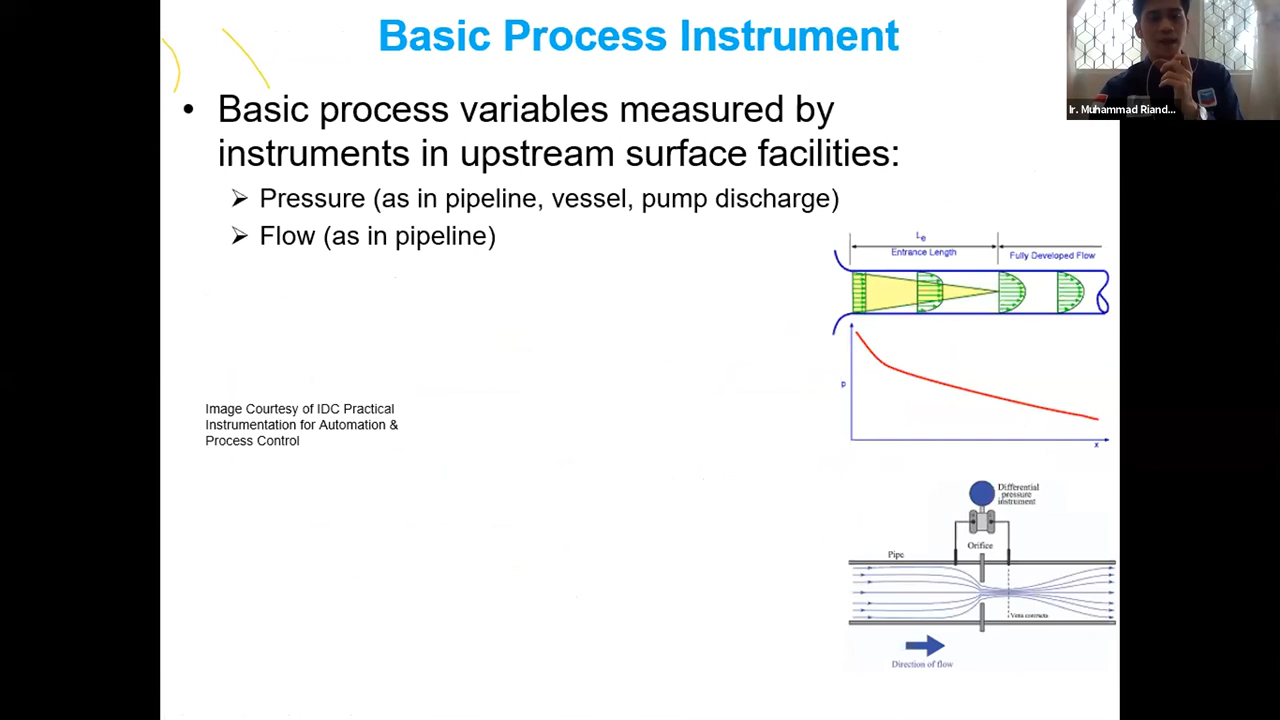 Basic Process Instrument
Ir. Muhammad Riand...
• Basic process variables measured by
instruments in upstream surface facilities:
➢ Pressure (as in pipeline, vessel, pump discharge)
➢ Flow (as in pipeline)
Le
Entrance Length
Fully Developed Flow
p
x
Image Courtesy of IDC Practical
Instrumentation for Automation &
Process Control
Differential
pressure
instrument
Orifice
Pipe
Vena contracta
Direction of flow